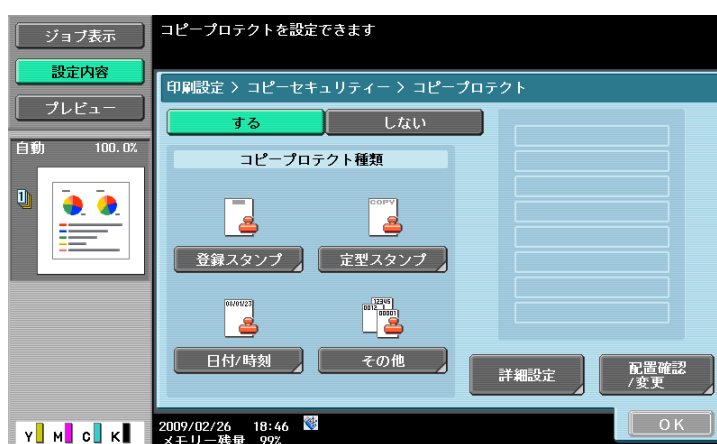 ジョブ表示
コピープロテクトを設定できます
設定内容
印刷設定 > コピーセキュリティー > コピープロテクト
プレビュー
する
しない
自動 100.0%
コピープロテクト種類
1
COPY
登録スタンプ
定型スタンプ
08/01/23
12345
0012
00001
日付/時刻
その他
詳細設定
配置確認
/変更
2009/02/26 18:46
メモリー残量 99%
OK
Y M C K